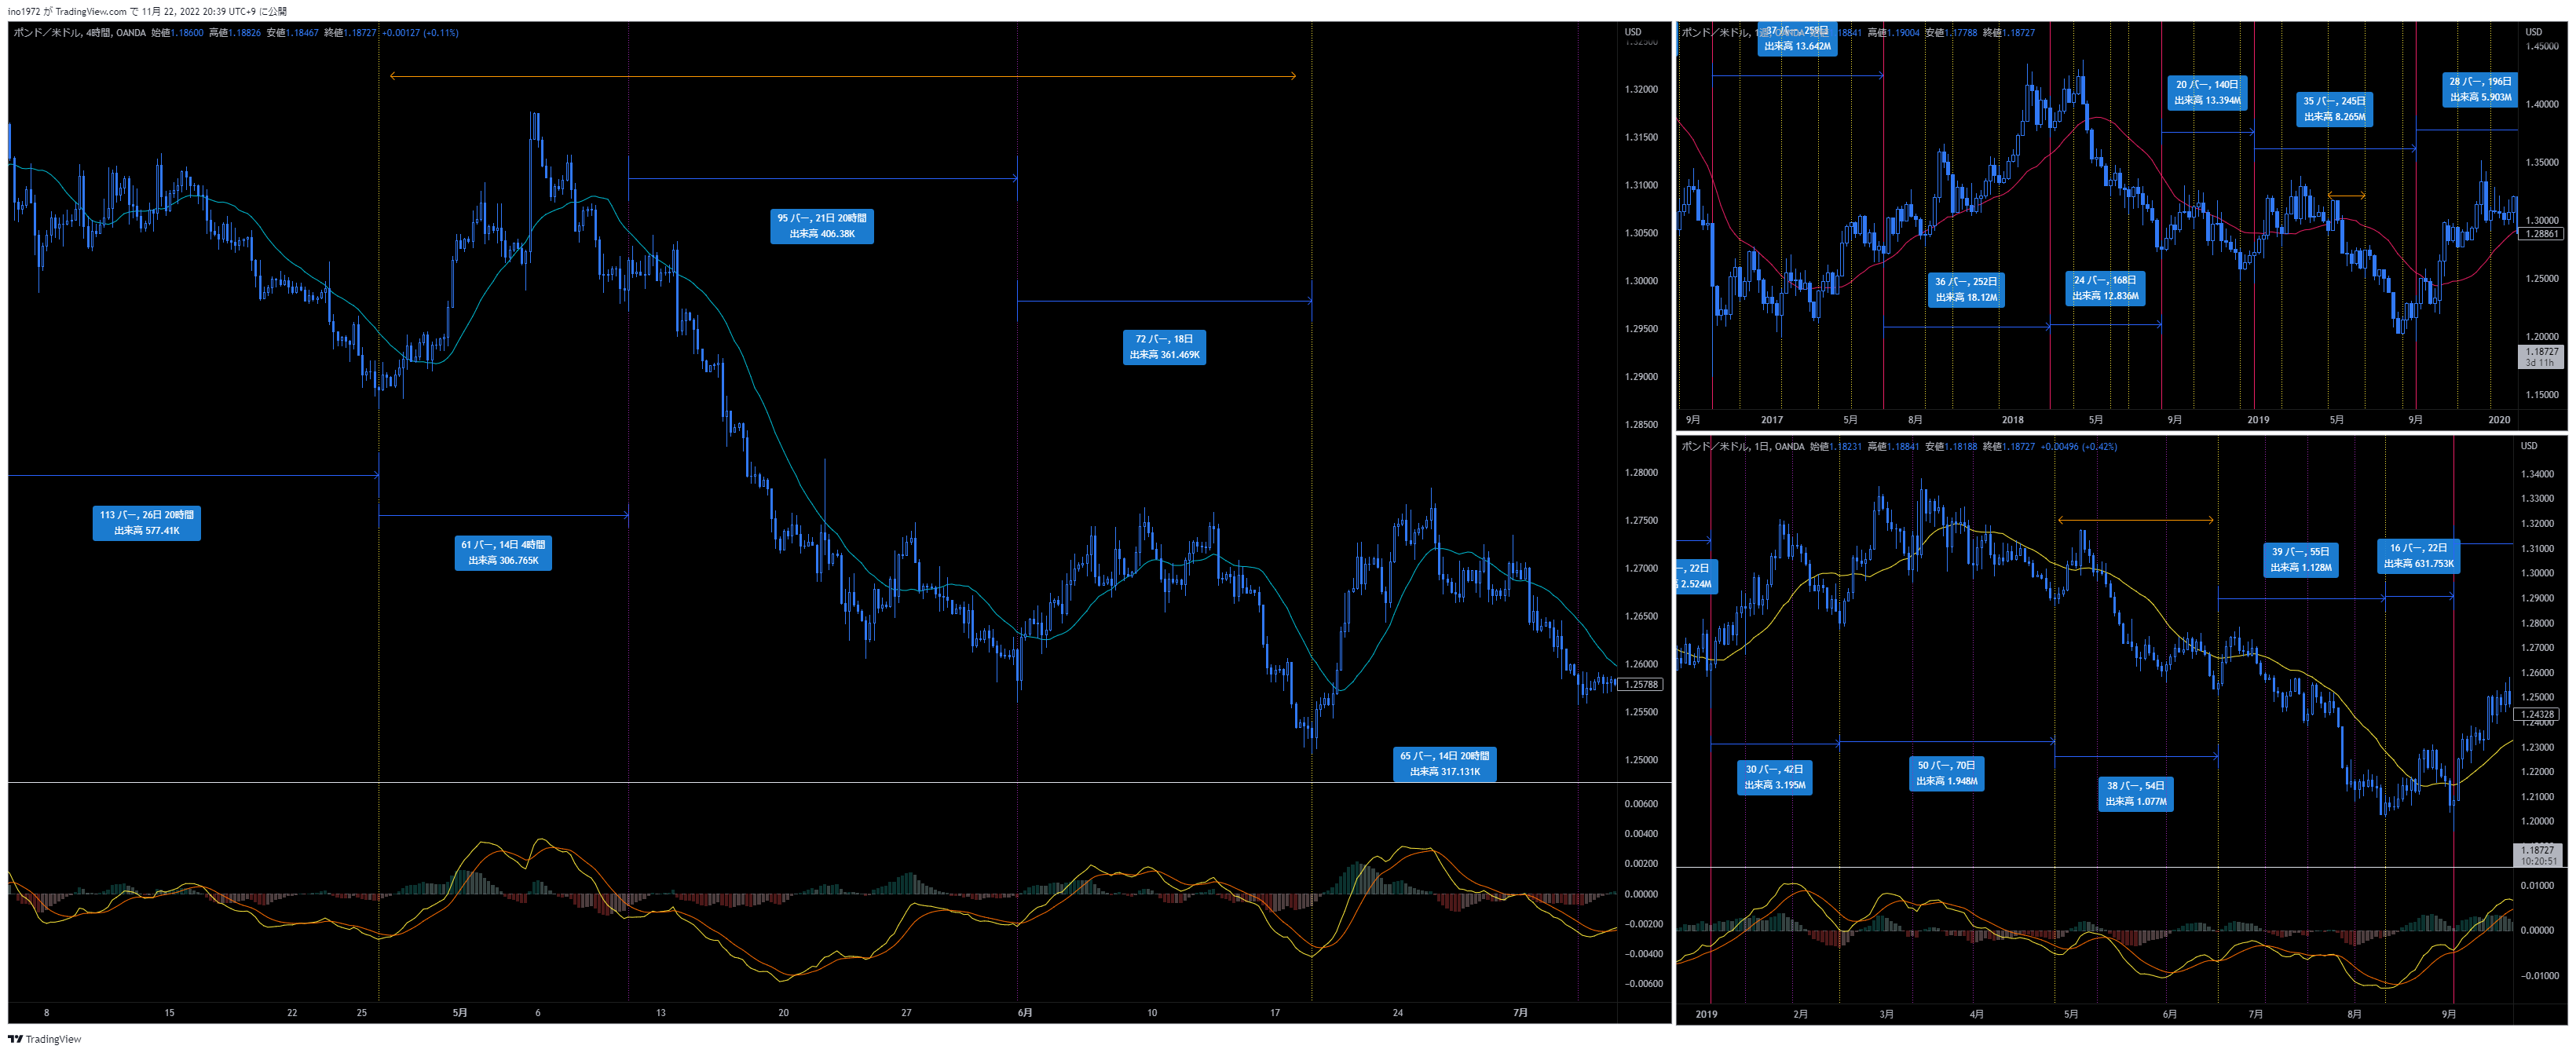 ino1972 が TradingView.com で 11月 22, 2022 20:39 UTC+9 に公開
ポンド／米ドル, 4時間, OANDA 始値1.18600 高値1.18826 安値1.18467 終値1.18727 +0.00127 (+0.11%)
USD
1.32500
1.32000
1.31500
1.31000
1.30500
1.30000
1.29500
1.29000
1.28500
1.28000
1.27500
1.27000
1.26500
1.26000
1.25788
1.25500
1.25000
95 バー, 21日 20時間
出来高 406.38K
72 バー, 18日
出来高 361.469K
113 バー, 26日 20時間
出来高 577.41K
61 バー, 14日 4時間
出来高 306.765K
65 バー, 14日 20時間
出来高 317.131K
0.00600
0.00400
0.00200
0.00000
−0.00200
−0.00400
−0.00600
8 15 22 25 5月 6 13 20 27 6月 10 17 24 7月
ポンド／米ドル, 1週, OANDA 始値1.18841 高値1.19004 安値1.17788 終値1.18727
USD
37 バー, 259日
出来高 13.642M
20 バー, 140日
出来高 13.394M
35 バー, 245日
出来高 8.265M
28 バー, 196日
出来高 5.903M
36 バー, 252日
出来高 18.12M
24 バー, 168日
出来高 12.836M
1.45000
1.40000
1.35000
1.30000
1.28861
1.25000
1.20000
1.18727
3d 11h
1.15000
9月 2017 5月 8月 2018 5月 9月 2019 5月 9月 2020
ポンド／米ドル, 1日, OANDA 始値1.18231 高値1.18841 安値1.18188 終値1.18727 +0.00496 (+0.42%)
USD
, 22日
2.524M
39 バー, 55日
出来高 1.128M
16 バー, 22日
出来高 631.753K
30 バー, 42日
出来高 3.195M
50 バー, 70日
出来高 1.948M
38 バー, 54日
出来高 1.077M
1.34000
1.33000
1.32000
1.31000
1.30000
1.29000
1.28000
1.27000
1.26000
1.25000
1.24328
1.24000
1.23000
1.22000
1.21000
1.20000
1.18727
10:20:51
0.01000
0.00000
−0.01000
2019 2月 3月 4月 5月 6月 7月 8月 9月
TradingView